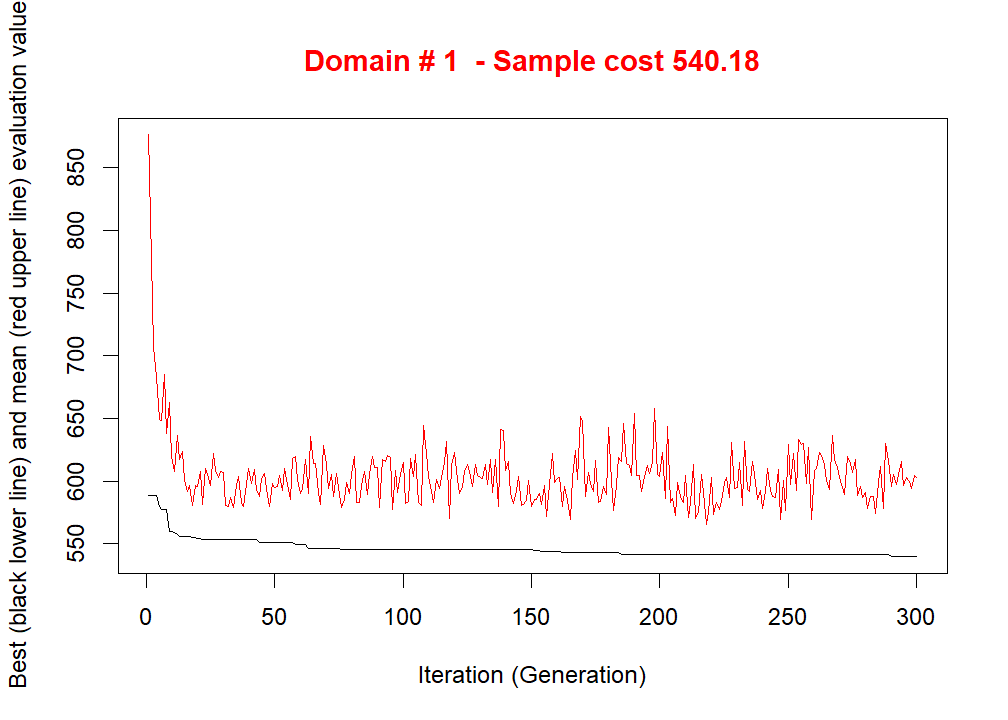 Domain # 1  - Sample cost 540.18
Best (black lower line) and mean (red upper line) evaluation value
850
800
750
700
650
600
550
0 50 100 150 200 250 300
Iteration (Generation)